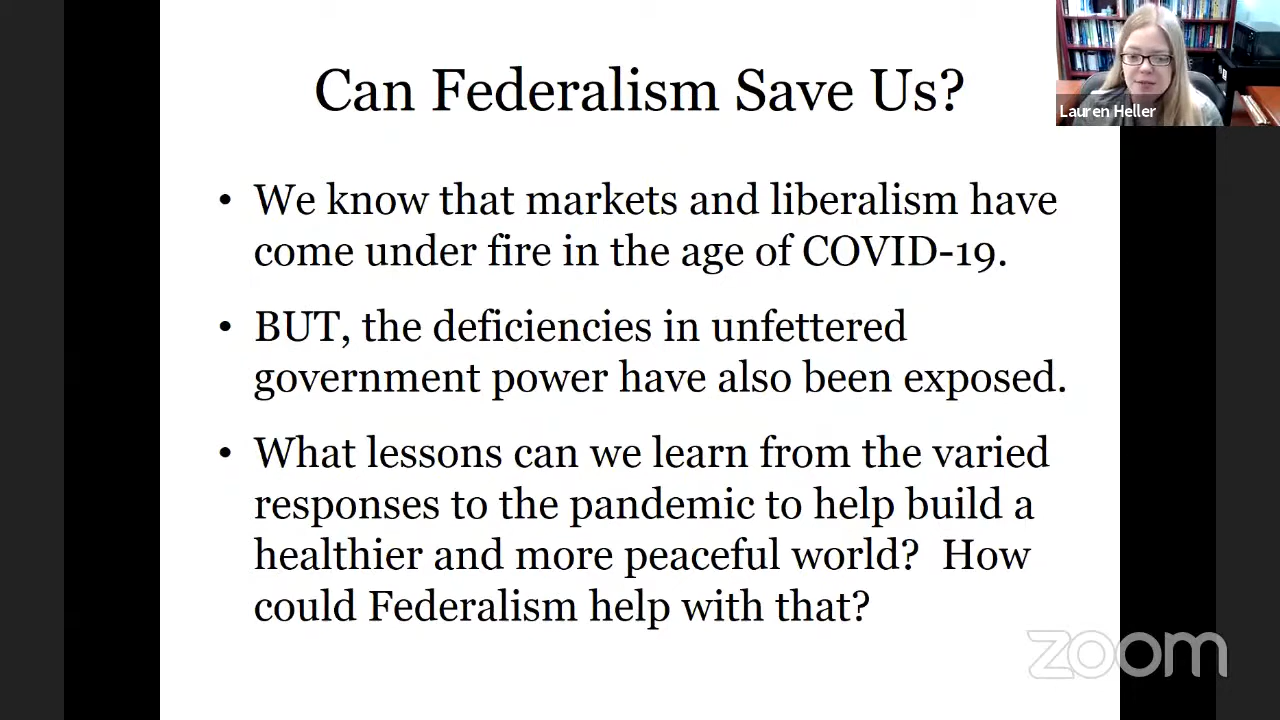 Can Federalism Save Us?
Lauren Heller
• We know that markets and liberalism have
come under fire in the age of COVID-19.
• BUT, the deficiencies in unfettered
government power have also been exposed.
• What lessons can we learn from the varied
responses to the pandemic to help build a
healthier and more peaceful world?  How
could Federalism help with that?
zoom